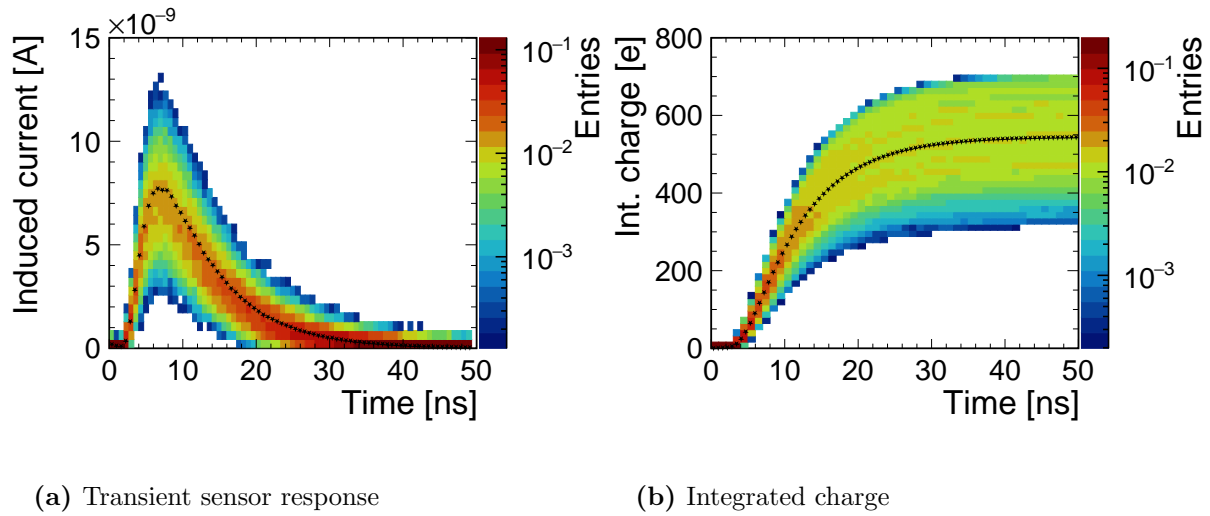 ×10⁻⁹
15
10
5
0
0 10 20 30 40 50
Induced current [A]
Time [ns]
10⁻¹
10⁻²
10⁻³
Entries
800
600
400
200
0
0 10 20 30 40 50
Int. charge [e]
Time [ns]
10⁻¹
10⁻²
10⁻³
Entries
(a) Transient sensor response
(b) Integrated charge